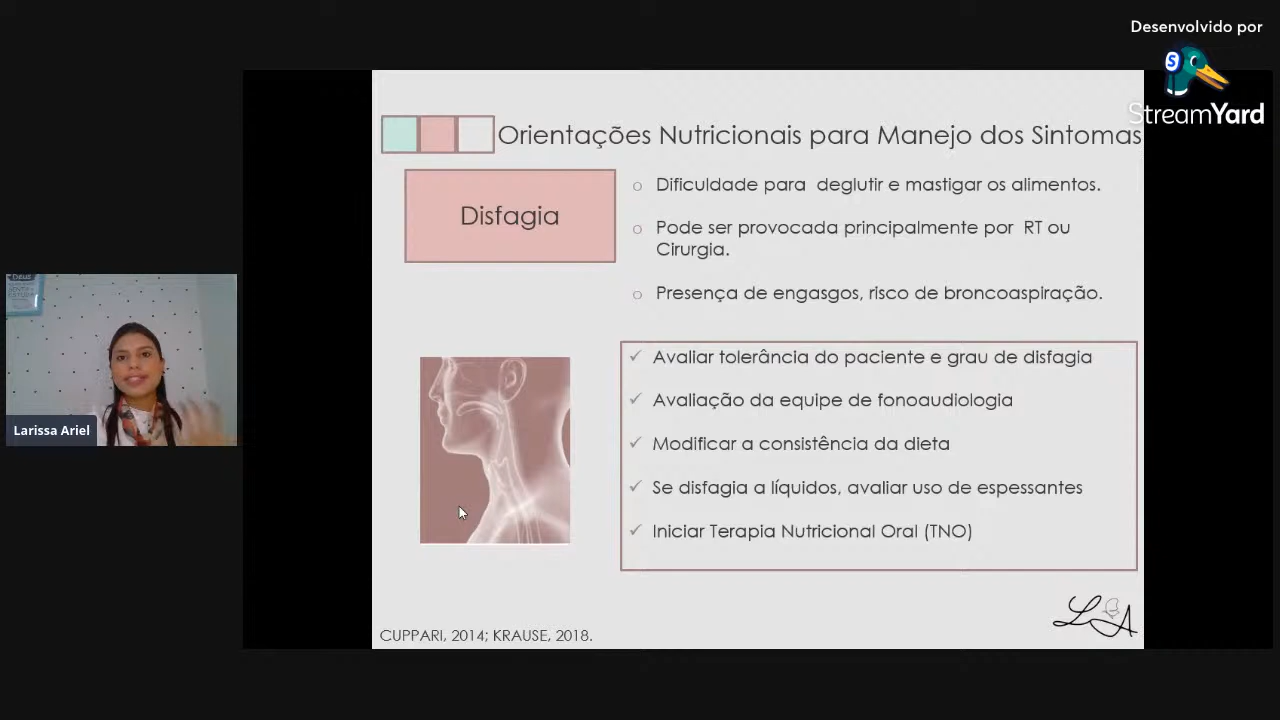 Desenvolvido por
StreamYard
Orientações Nutricionais para Manejo dos Sintomas
Disfagia
o Dificuldade para deglutir e mastigar os alimentos.
o Pode ser provocada principalmente por RT ou
Cirurgia.
o Presença de engasgos, risco de broncoaspiração.
✓ Avaliar tolerância do paciente e grau de disfagia
✓ Avaliação da equipe de fonoaudiologia
✓ Modificar a consistência da dieta
✓ Se disfagia a líquidos, avaliar uso de espessantes
✓ Iniciar Terapia Nutricional Oral (TNO)
Larissa Ariel
CUPPARI, 2014; KRAUSE, 2018.
LA